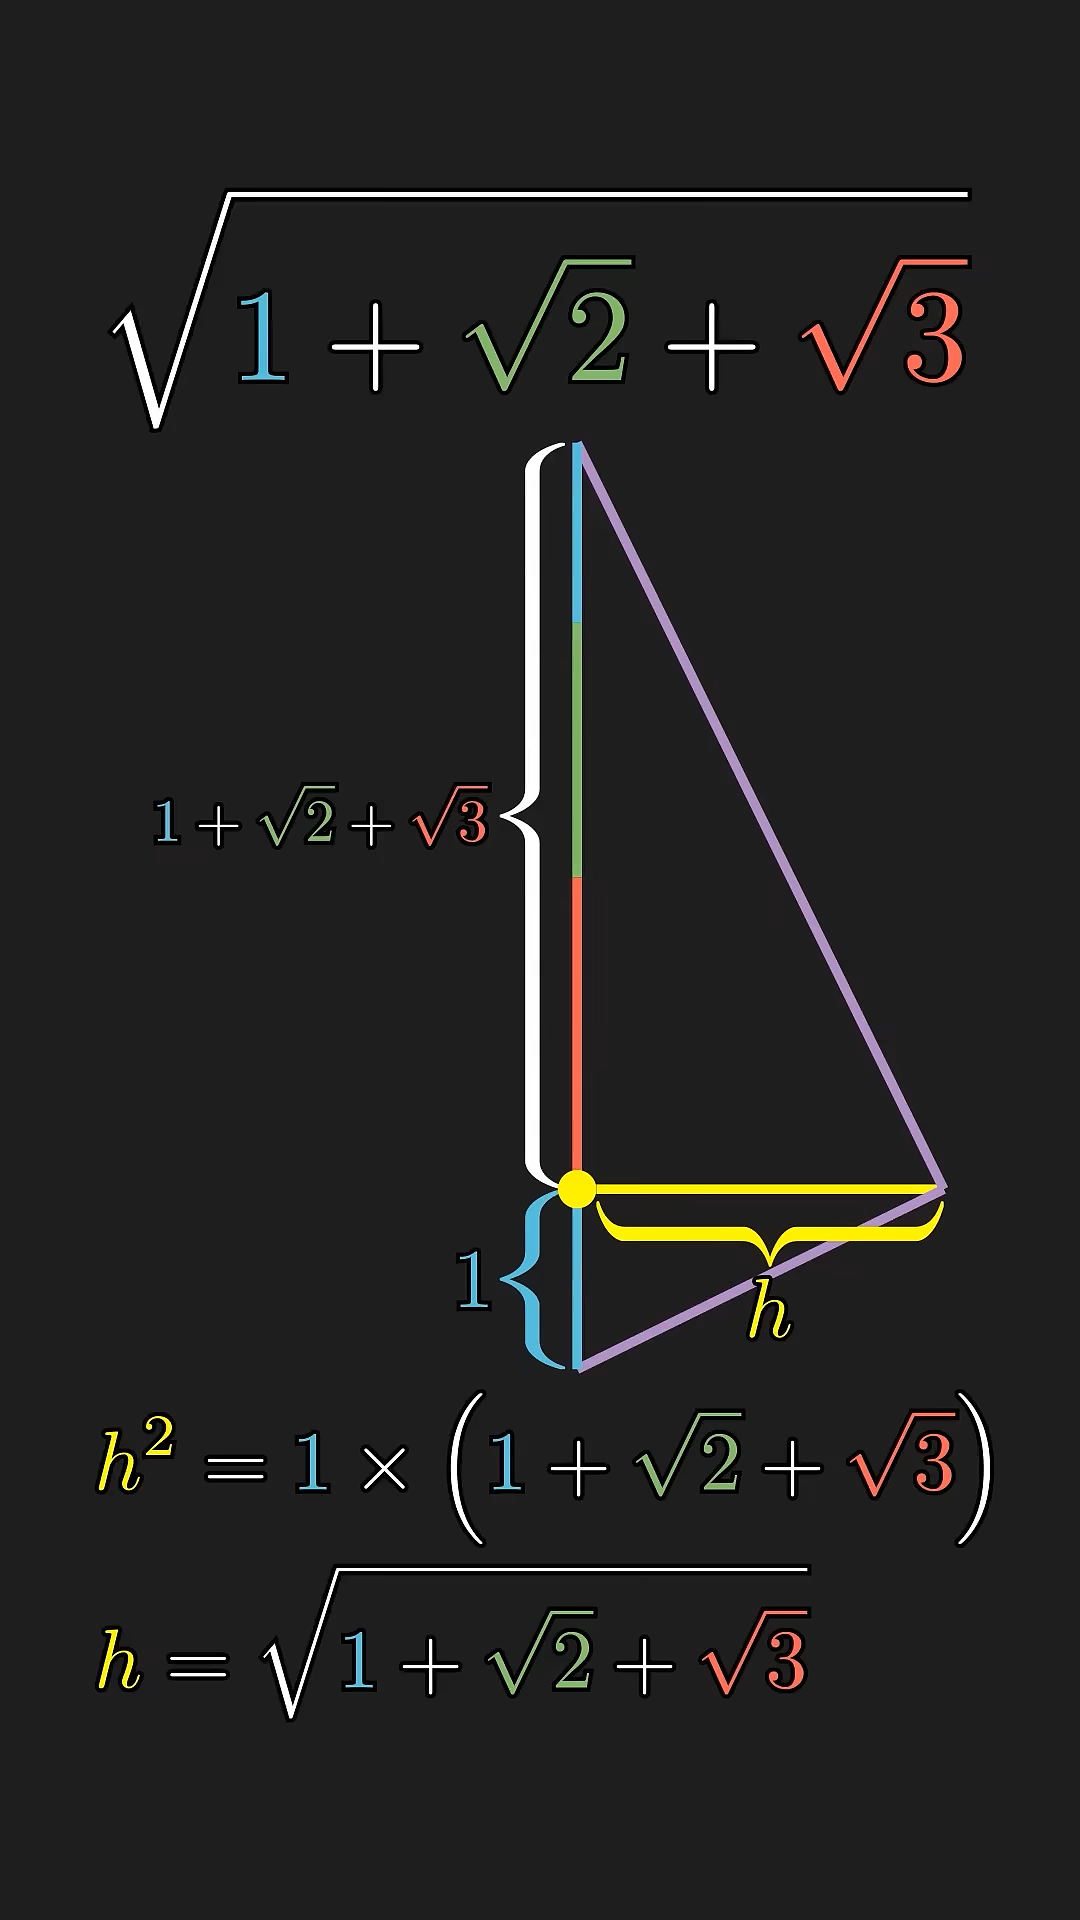 √(1 + √2 + √3)
1 + √2 + √3
1
h
h² = 1 × (1 + √2 + √3)
h = √(1 + √2 + √3)